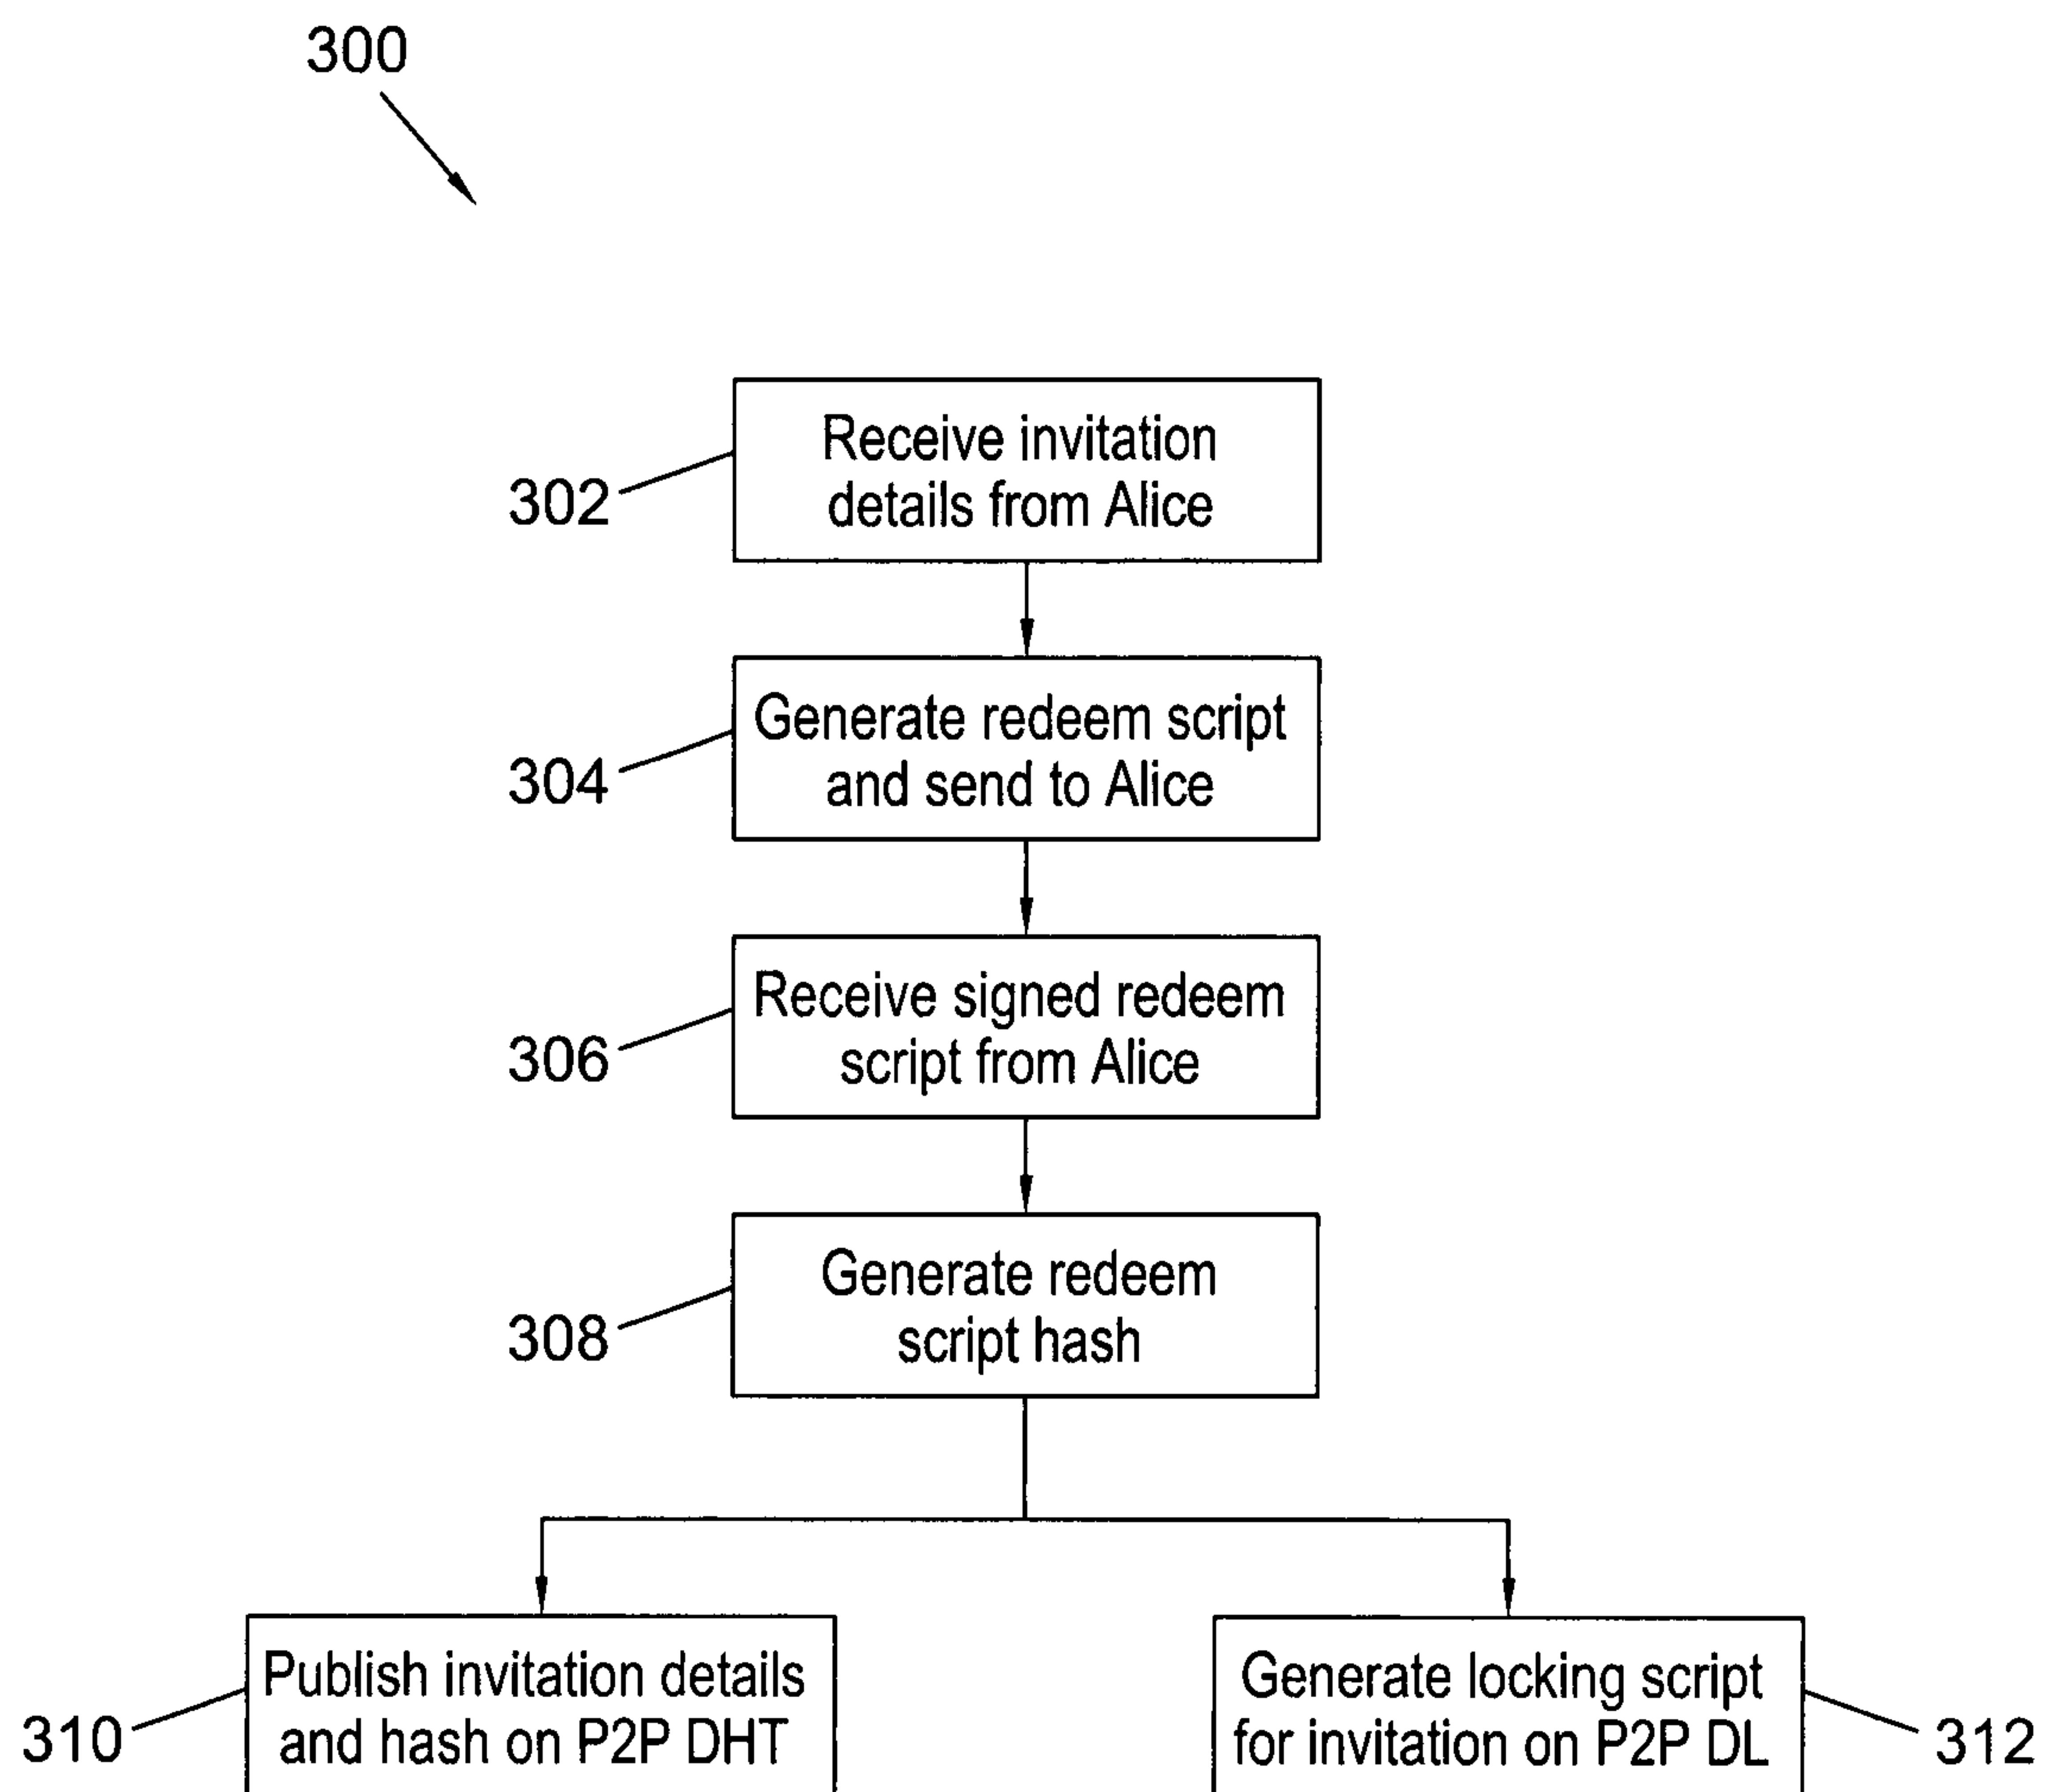 300
Receive invitation
details from Alice
302
Generate redeem script
and send to Alice
304
Receive signed redeem
script from Alice
306
Generate redeem
script hash
308
Publish invitation details
and hash on P2P DHT
310
Generate locking script
for invitation on P2P DL
312